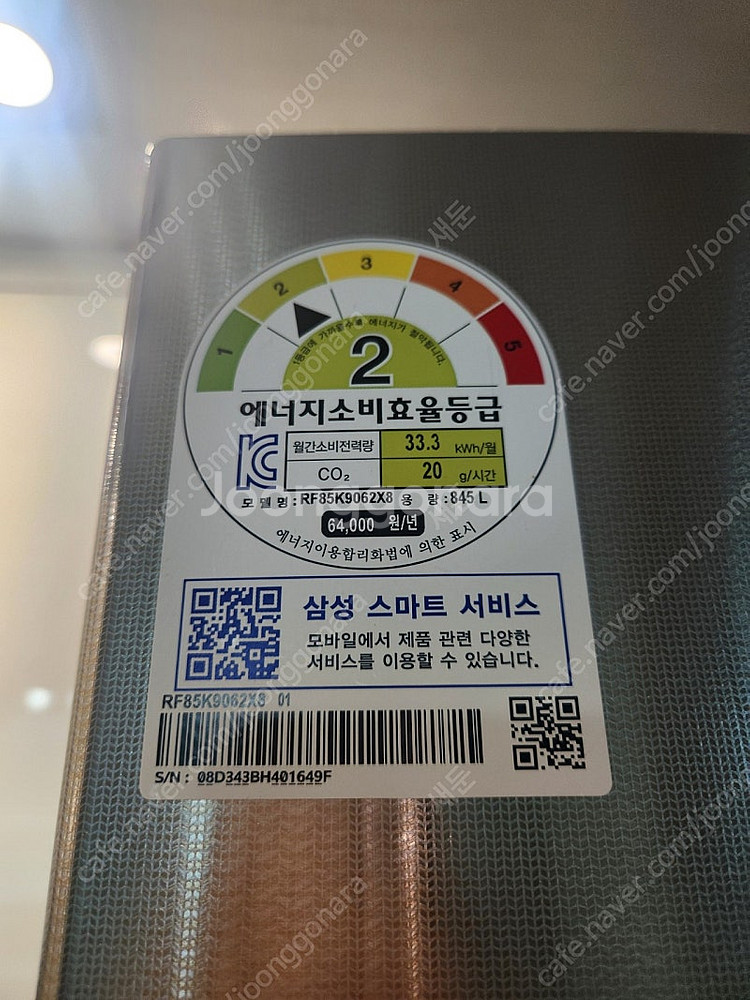 1 2 3 4 5
1등급에 가까울수록 에너지가 절약됩니다.
2
에너지소비효율등급
월간소비전력량 33.3 kWh/월
CO₂ 20 g/시간
모델명:RF85K9062X8 용 량:845 L
64,000 원/년
에너지이용합리화법에 의한 표시
삼성 스마트 서비스
모바일에서 제품 관련 다양한
서비스를 이용할 수 있습니다.
RF85K9062X8 01
S/N : 08D343BH401649F
Joonggonara
cafe.naver.com/joonggonara
새둔